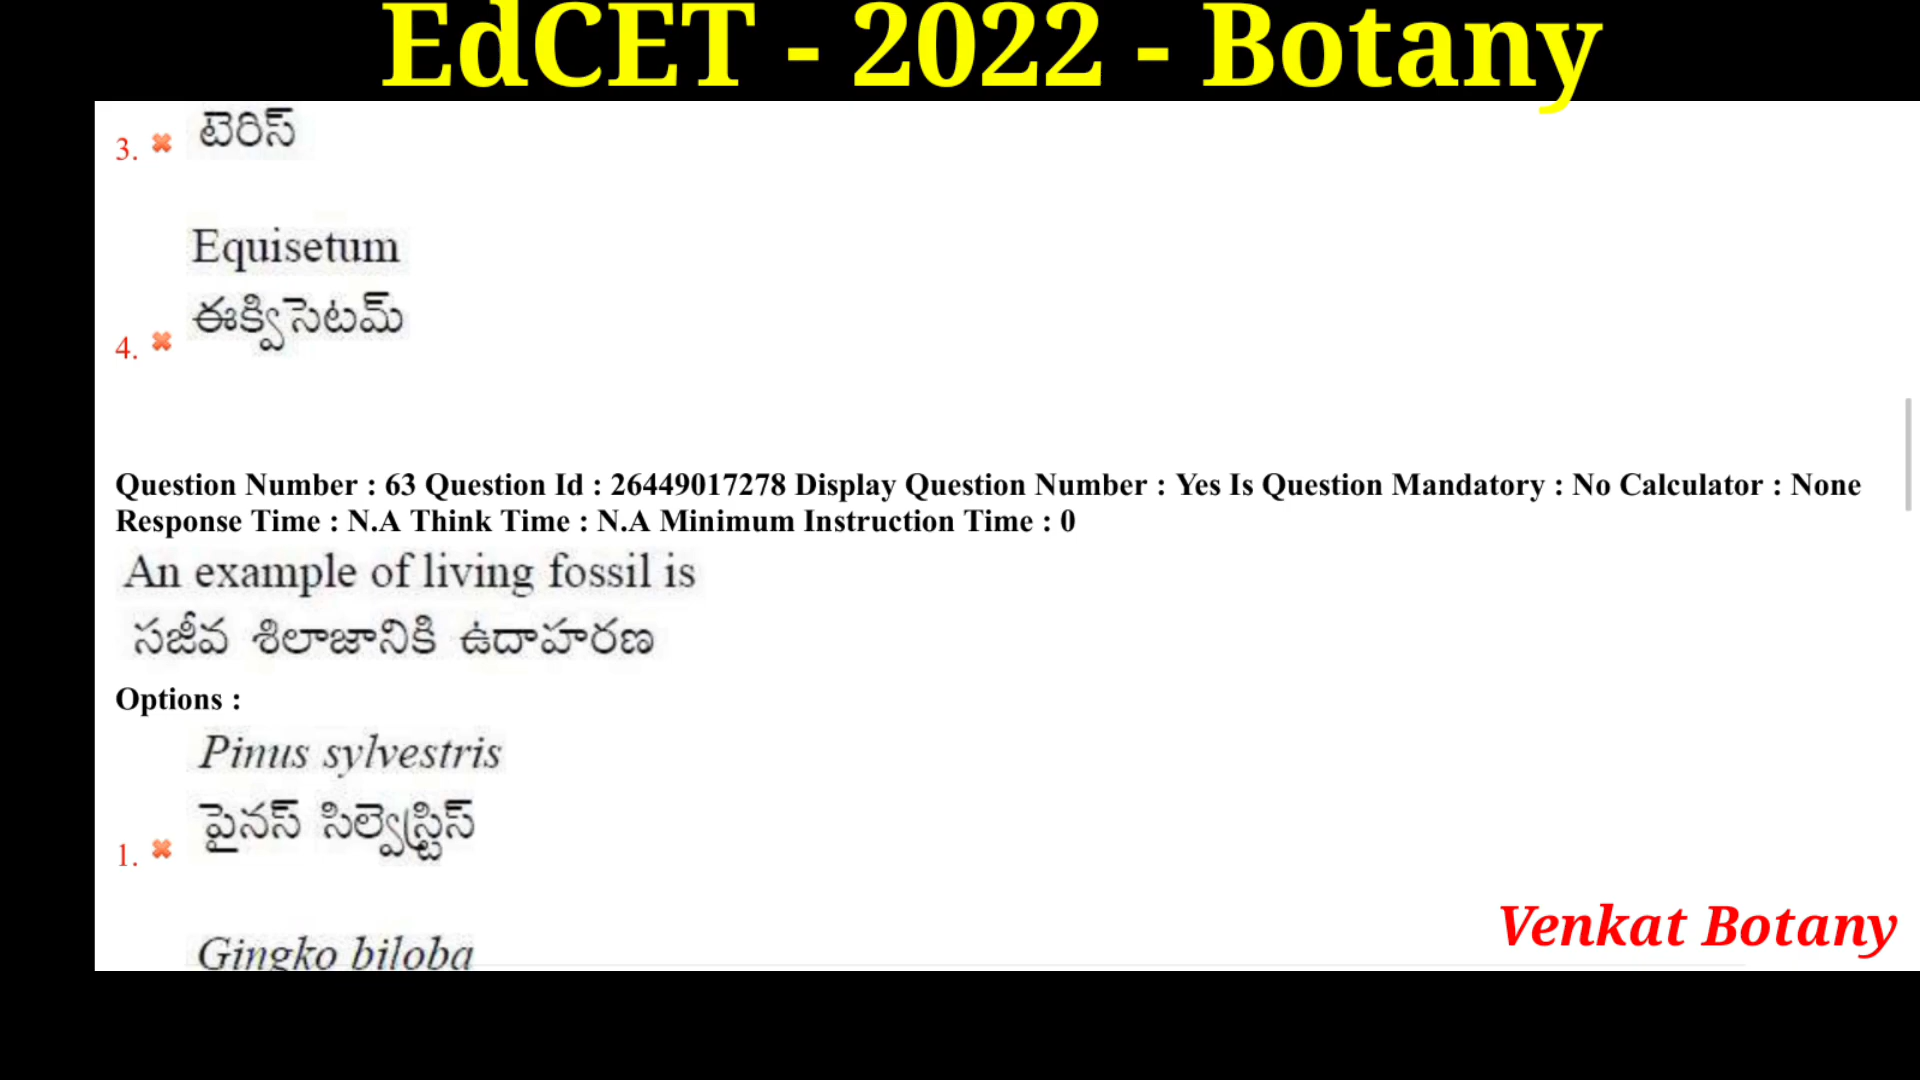 EdCET - 2022 - Botany
3. ✖ టెరిస్
Equisetum
4. ✖ ఈక్విసెటమ్
Question Number : 63 Question Id : 26449017278 Display Question Number : Yes Is Question Mandatory : No Calculator : None
Response Time : N.A Think Time : N.A Minimum Instruction Time : 0
An example of living fossil is
సజీవ శిలాజానికి ఉదాహరణ
Options :
Pinus sylvestris
1. ✖ పైనస్ సిల్వెస్ట్రిస్
Gingko biloba
Venkat Botany